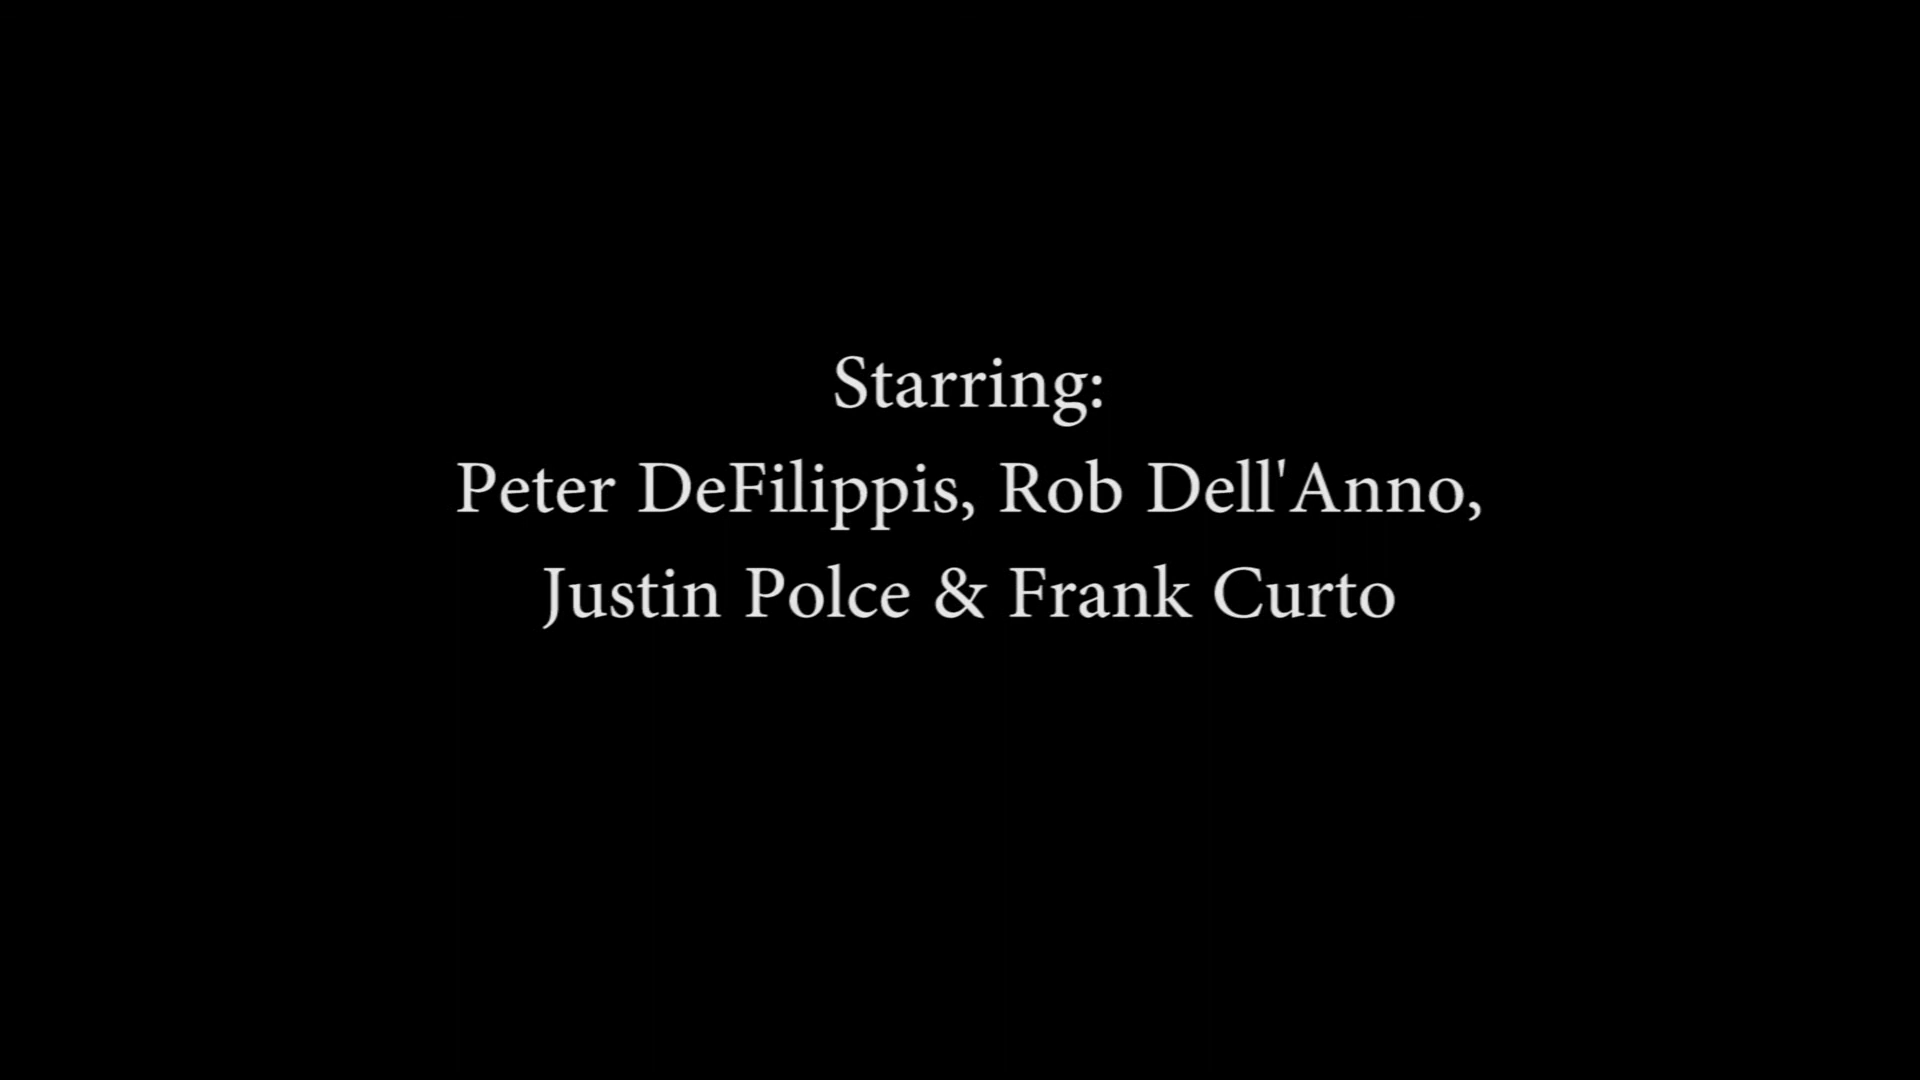 Starring:
Peter DeFilippis, Rob Dell'Anno,
Justin Polce & Frank Curto